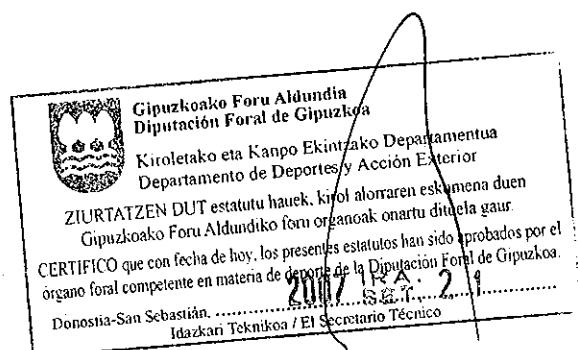 Gipuzkoako Foru Aldundia
Diputación Foral de Gipuzkoa
Kiroletako eta Kanpo Ekintzako Departamentua
Departamento de Deportes y Acción Exterior
ZIURTATZEN DUT estatutu hauek, kirol alorraren eskumena duen
Gipuzkoako Foru Aldundiko foru organoak onartu dituela gaur.
CERTIFICO que con fecha de hoy, los presentes estatutos han sido aprobados por el
órgano foral competente en materia de deporte de la Diputación Foral de Gipuzkoa.
Donostia-San Sebastián, 2007 IRA. SET. 21
Idazkari Teknikoa / El Secretario Técnico